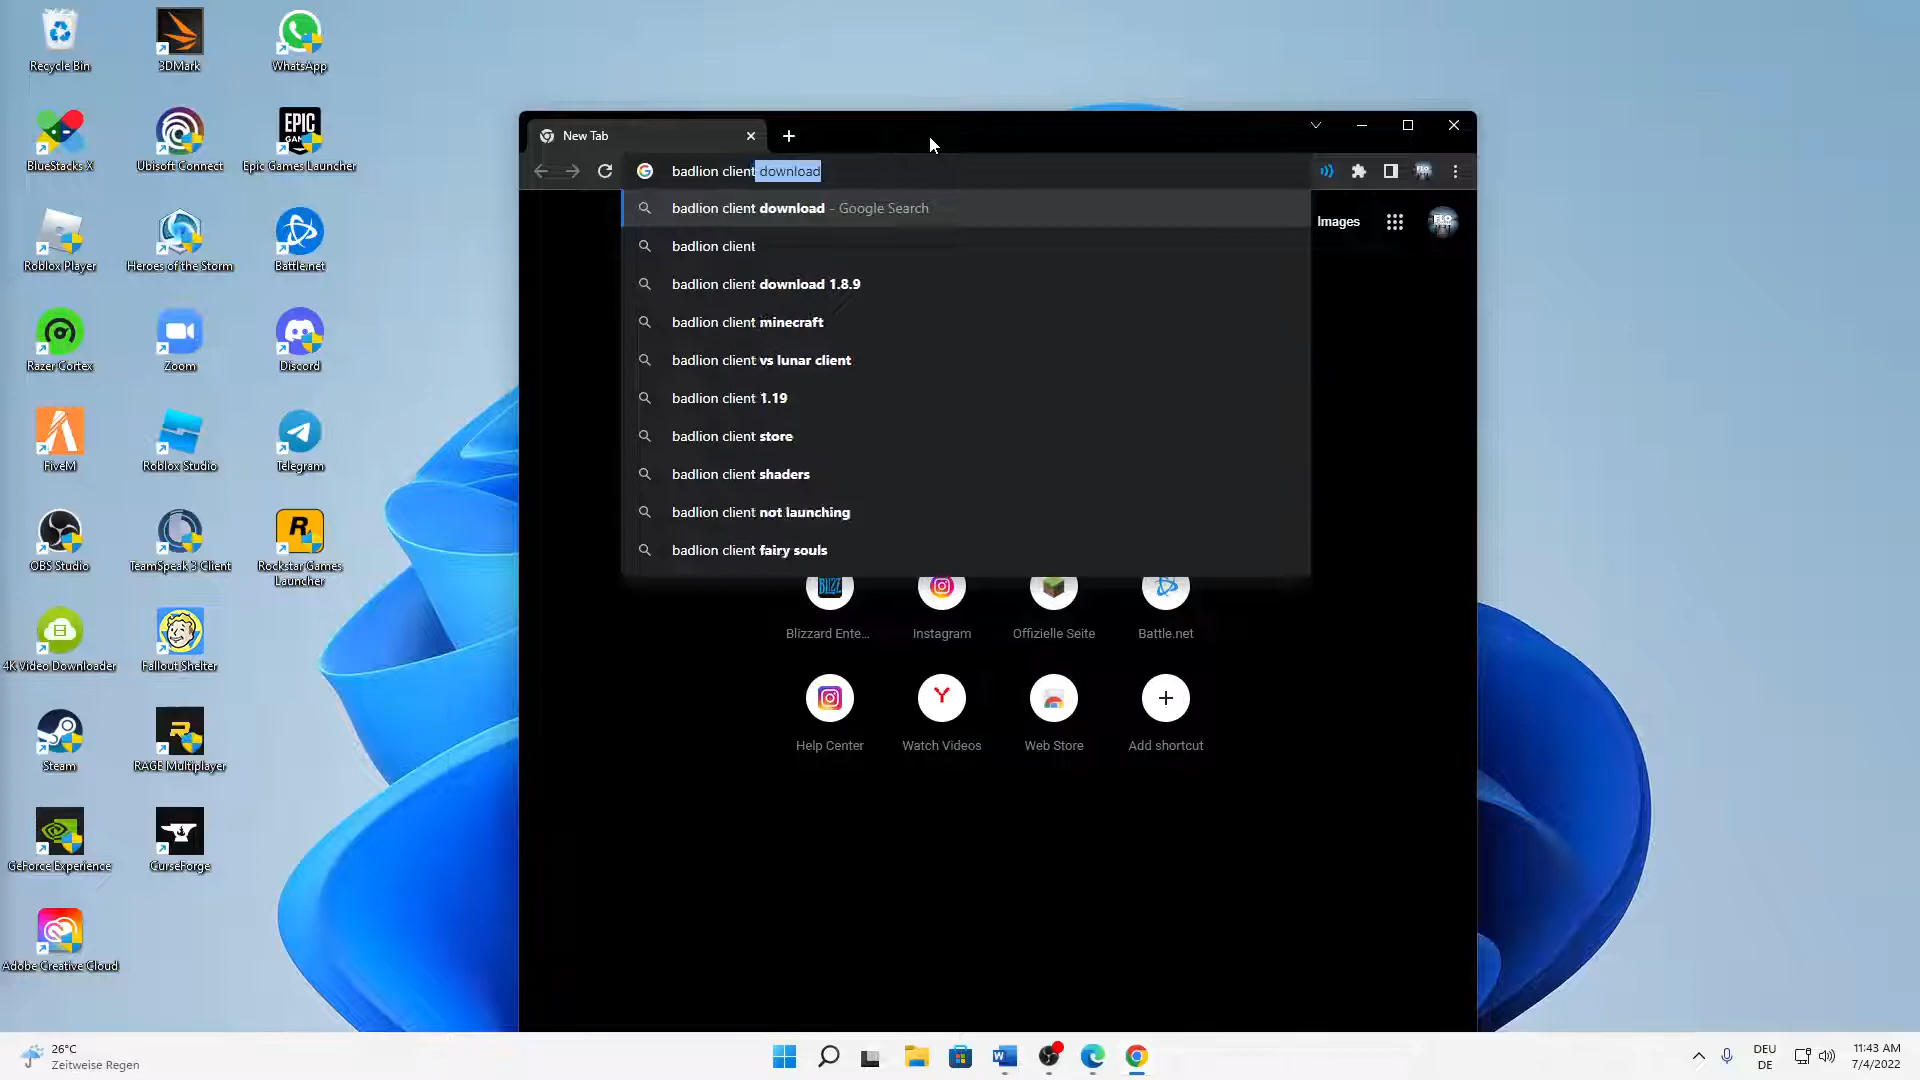 Recycle Bin
3DMark
WhatsApp
BlueStacks X
Ubisoft Connect
EPIC
Epic Games Launcher
Roblox Player
Heroes of the Storm
Battle.net
Razer Cortex
Zoom
Discord
FiveM
Roblox Studio
Telegram
OBS Studio
TeamSpeak 3 Client
Rockstar Games
Launcher
4K Video Downloader
Fallout Shelter
Steam
RAGE Multiplayer
GeForce Experience
CurseForge
Adobe Creative Cloud
New Tab
badlion client download
badlion client download - Google Search
badlion client
badlion client download 1.8.9
badlion client minecraft
badlion client vs lunar client
badlion client 1.19
badlion client store
badlion client shaders
badlion client not launching
badlion client fairy souls
Images
FLO
BLIZZ
Blizzard Ente...
Instagram
Offizielle Seite
Battle.net
Help Center
Watch Videos
Web Store
Add shortcut
26°C
Zeitweise Regen
DEU
DE
11:43 AM
7/4/2022